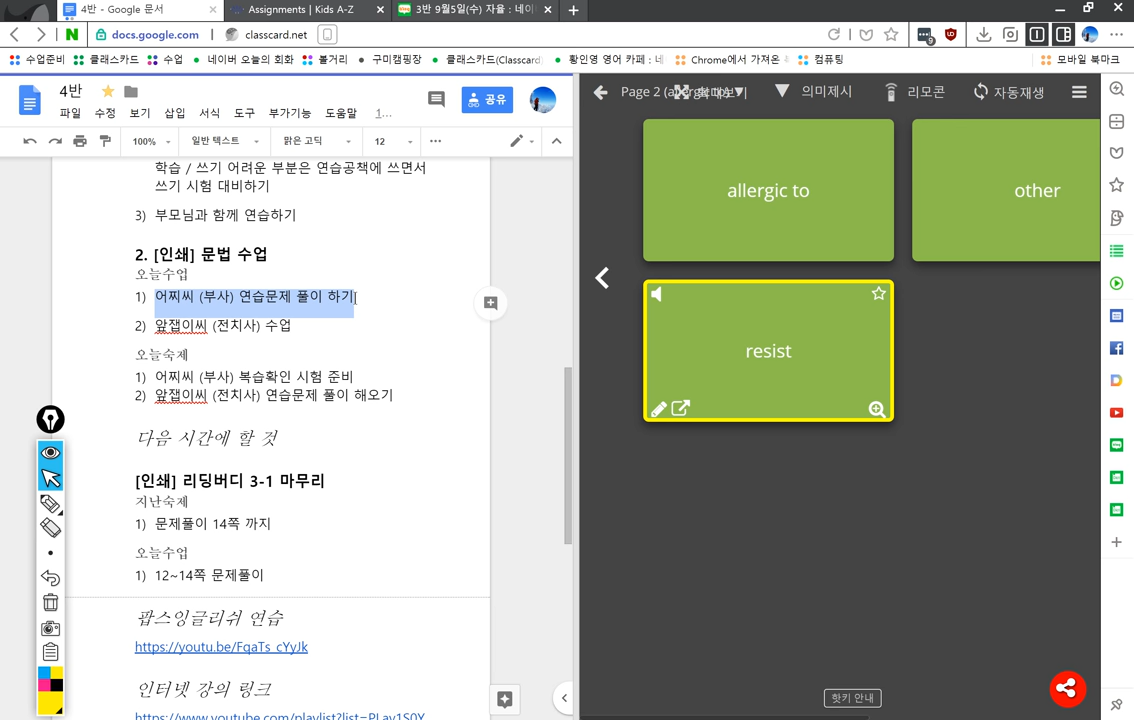 4반 - Google 문서
Assignments | Kids A-Z
3반 9월5일(수) 자율 : 네이
docs.google.com
classcard.net
수업준비
클래스카드
수업
네이버 오늘의 회화
볼거리
구미캠핑장
클래스카드(Classcard)
황인영 영어 카페 : 네
Chrome에서 가져온
컴퓨팅
모바일 북마크
4반
공유
파일 수정 보기 삽입 서식 도구 부가기능 도움말 1...
100% 일반 텍스트 맑은 고딕 12
학습 / 쓰기 어려운 부분은 연습공책에 쓰면서
쓰기 시험 대비하기
3) 부모님과 함께 연습하기
2. [인쇄] 문법 수업
오늘수업
1) 어찌씨 (부사) 연습문제 풀이 하기
2) 앞잡이씨 (전치사) 수업
오늘숙제
1) 어찌씨 (부사) 복습확인 시험 준비
2) 앞잡이씨 (전치사) 연습문제 풀이 해오기
다음 시간에 할 것
[인쇄] 리딩버디 3-1 마무리
지난숙제
1) 문제풀이 14쪽 까지
오늘수업
1) 12~14쪽 문제풀이
팝스잉글리쉬 연습
https://youtu.be/FqaTs_cYyJk
인터넷 강의 링크
https://www.youtube.com/playlist?list=PLav1S0Y
Page 2 (a
의미제시
리모콘
자동재생
allergic to
other
resist
핫키 안내